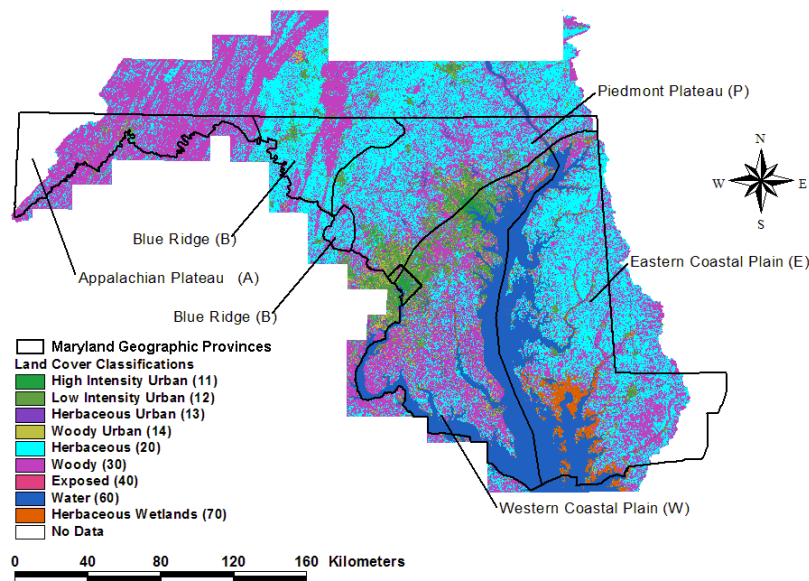 Piedmont Plateau (P)
N
W
E
S
Blue Ridge (B)
Eastern Coastal Plain (E)
Appalachian Plateau (A)
Blue Ridge (B)
Maryland Geographic Provinces
Land Cover Classifications
High Intensity Urban (11)
Low Intensity Urban (12)
Herbaceous Urban (13)
Woody Urban (14)
Herbaceous (20)
Woody (30)
Exposed (40)
Water (60)
Herbaceous Wetlands (70)
No Data
Western Coastal Plain (W)
0 40 80 120 160 Kilometers